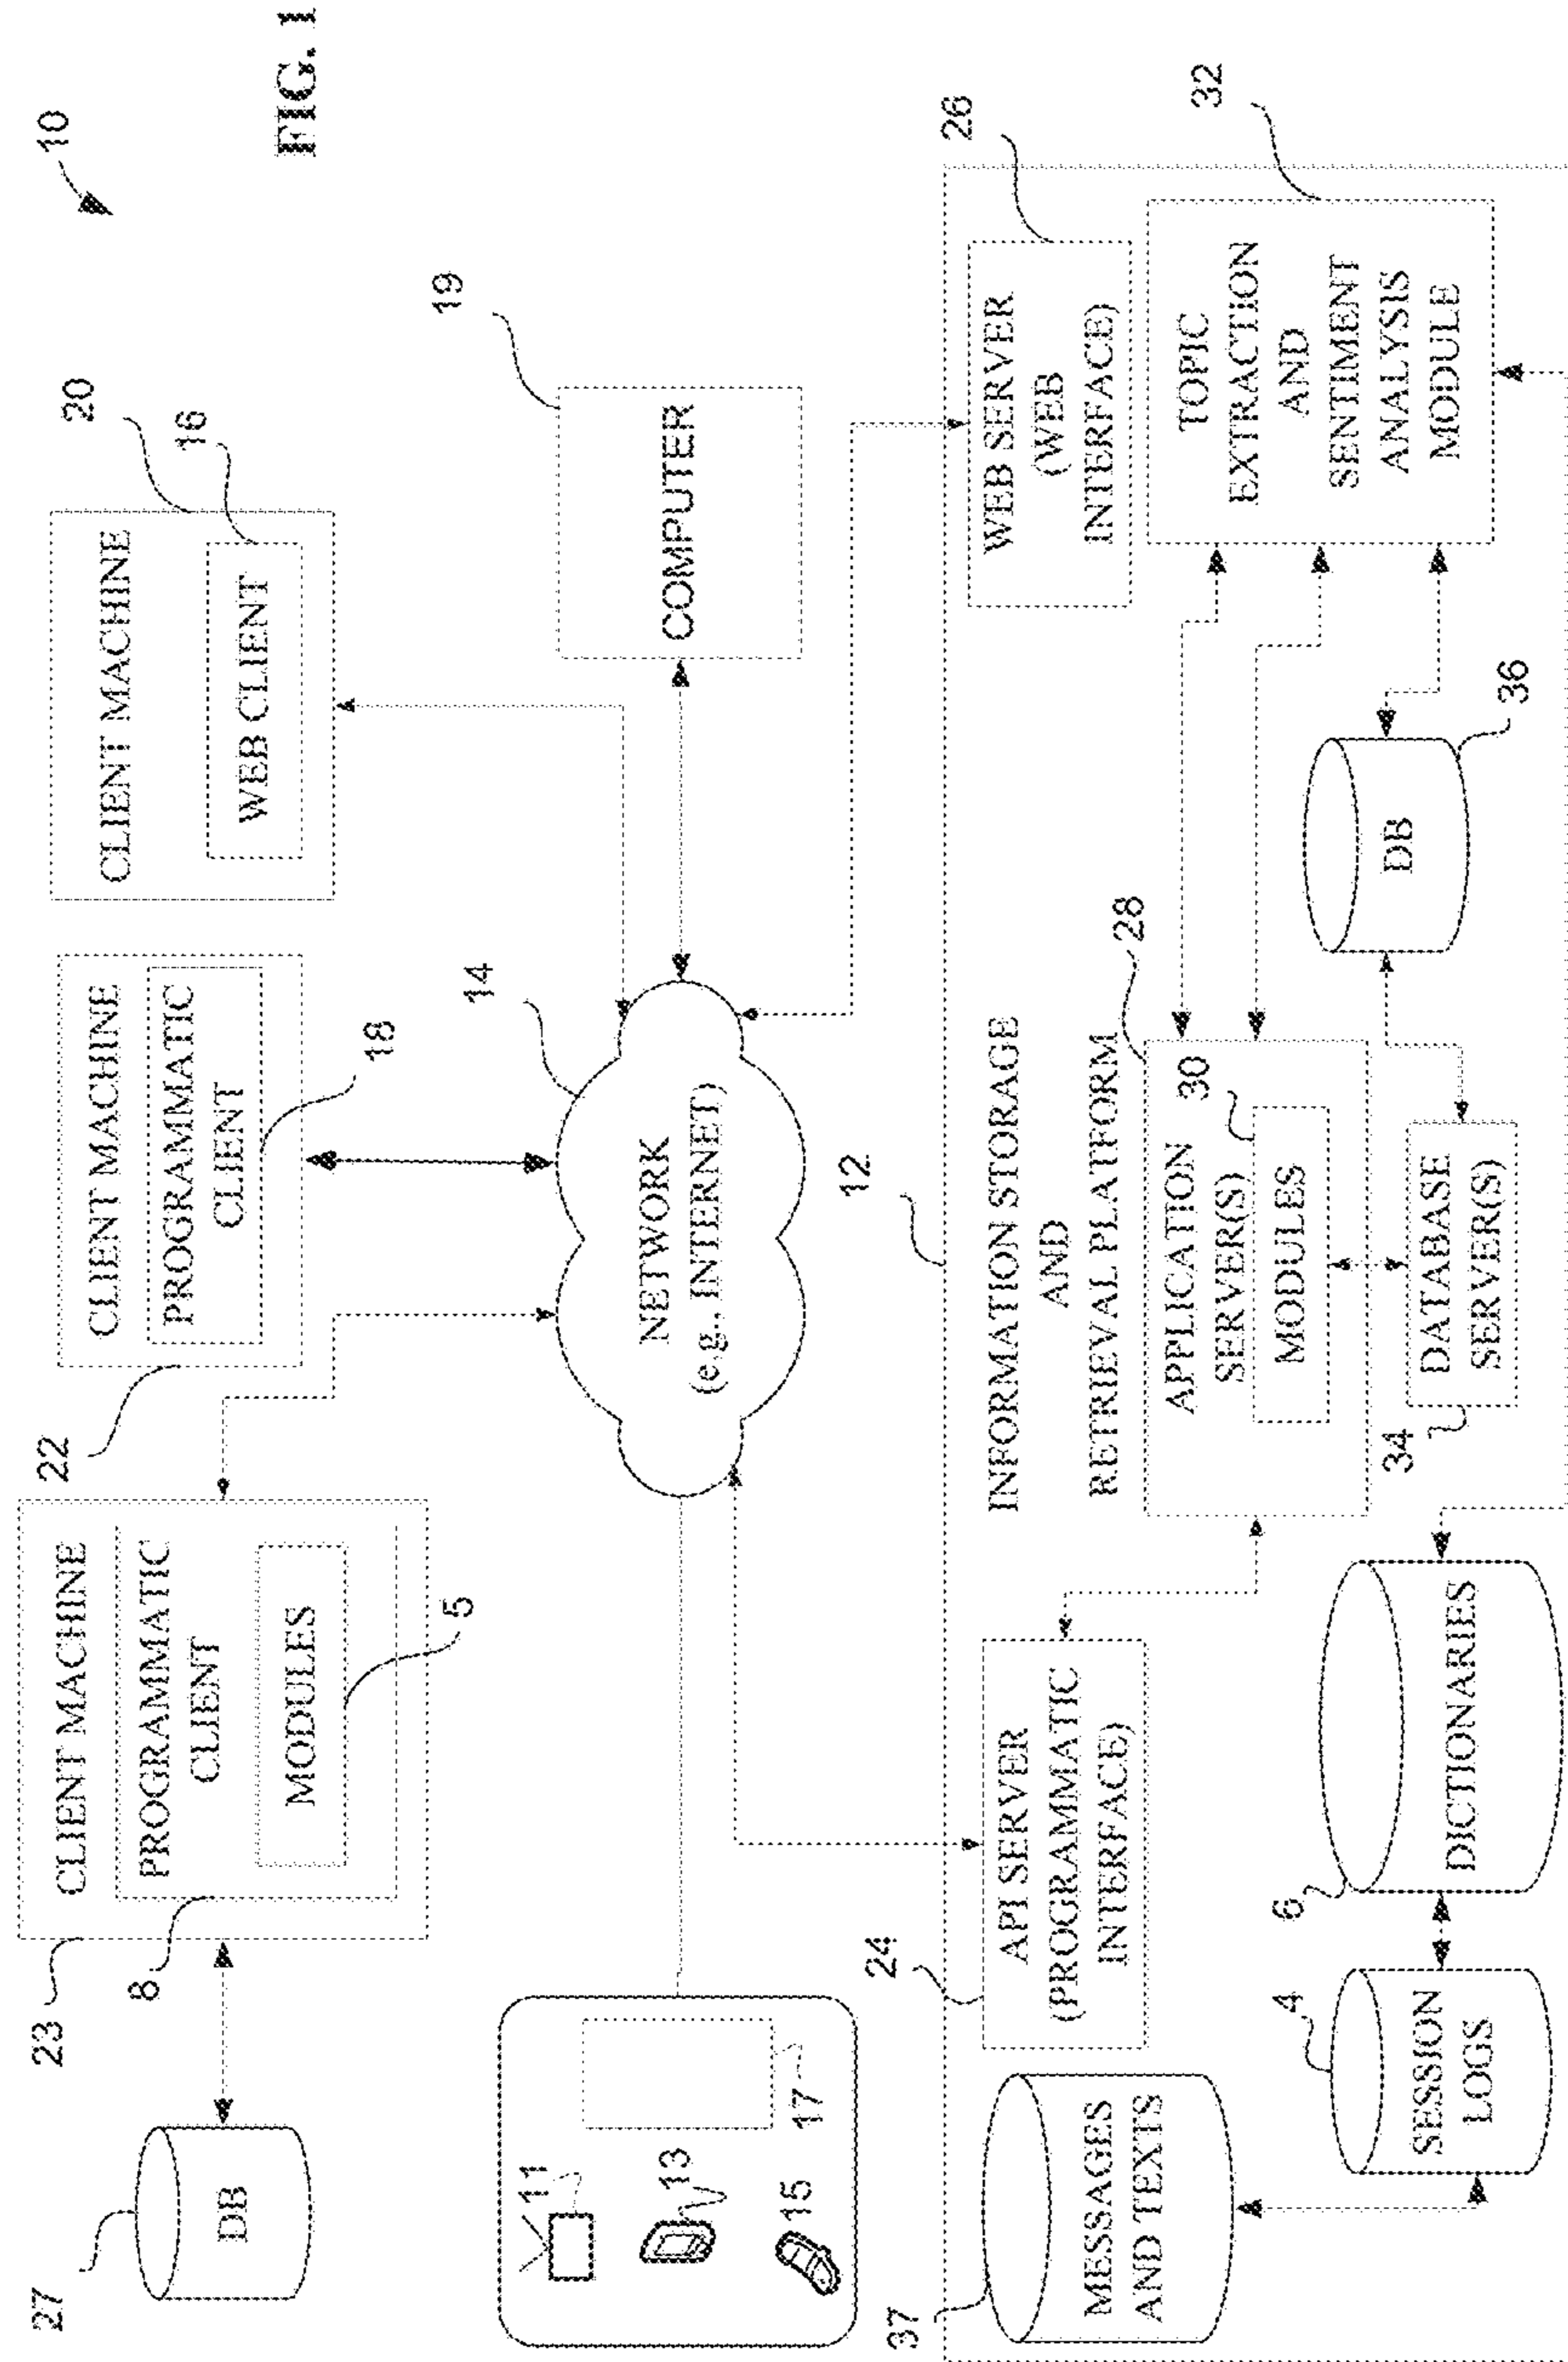 FIG. 1
10
27
DB
23
CLIENT MACHINE
8
PROGRAMMATIC
CLIENT
MODULES
5
22
CLIENT MACHINE
PROGRAMMATIC
CLIENT
18
20
CLIENT MACHINE
16
WEB CLIENT
11
13
15
17
14
NETWORK
(e.g., INTERNET)
19
COMPUTER
12
INFORMATION STORAGE
AND
RETRIEVAL PLATFORM
37
MESSAGES
AND TEXTS
24
API SERVER
(PROGRAMMATIC
INTERFACE)
26
WEB SERVER
(WEB
INTERFACE)
28
APPLICATION
SERVER(S)
30
MODULES
32
TOPIC
EXTRACTION
AND
SENTIMENT
ANALYSIS
MODULE
4
SESSION
LOGS
6
DICTIONARIES
34
DATABASE
SERVER(S)
DB
36